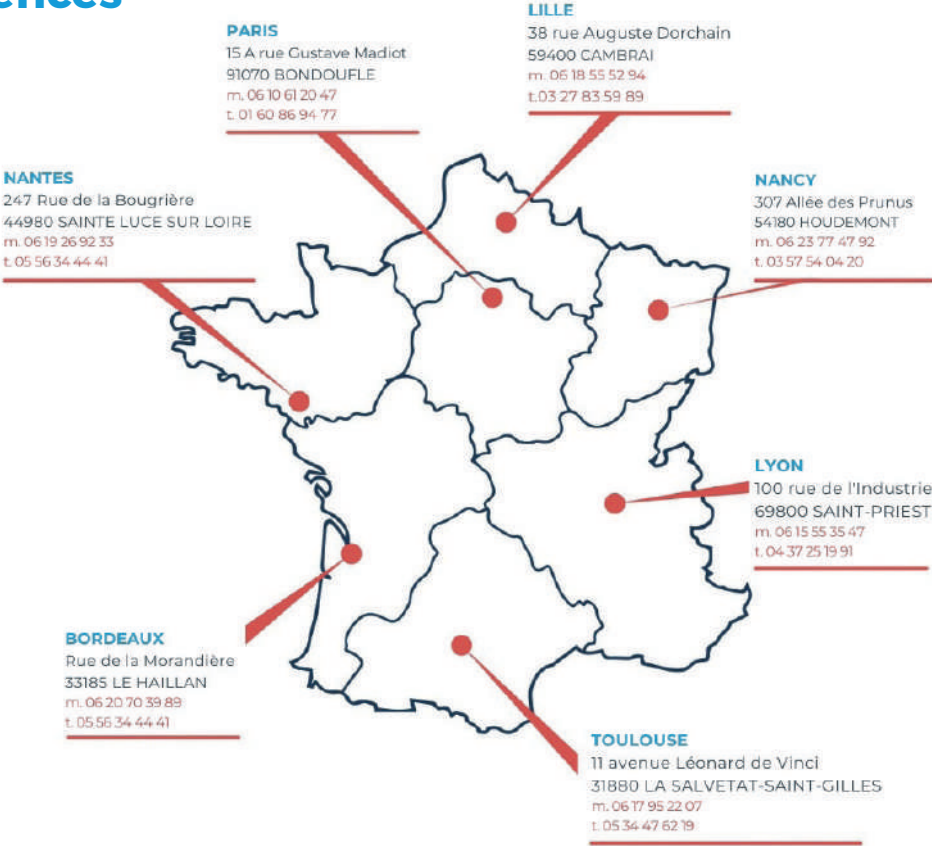 PARIS
15 A rue Gustave Madiot
91070 BONDOUFLE
m. 06 10 61 20 47
t. 01 60 86 94 77
LILLE
38 rue Auguste Dorchain
59400 CAMBRAI
m. 06 18 55 52 94
t.03 27 83 59 89
NANTES
247 Rue de la Bougrière
44980 SAINTE LUCE SUR LOIRE
m. 06 19 26 92 33
t. 05 56 34 44 41
NANCY
307 Allée des Prunus
54180 HOUDEMONT
m. 06 23 77 47 92
t. 03 57 54 04 20
LYON
100 rue de l'Industrie
69800 SAINT-PRIEST
m. 06 15 55 35 47
t. 04 37 25 19 91
BORDEAUX
Rue de la Morandière
33185 LE HAILLAN
m. 06 20 70 39 89
t. 05 56 34 44 41
TOULOUSE
11 avenue Léonard de Vinci
31880 LA SALVETAT-SAINT-GILLES
m. 06 17 95 22 07
t. 05 34 47 62 19